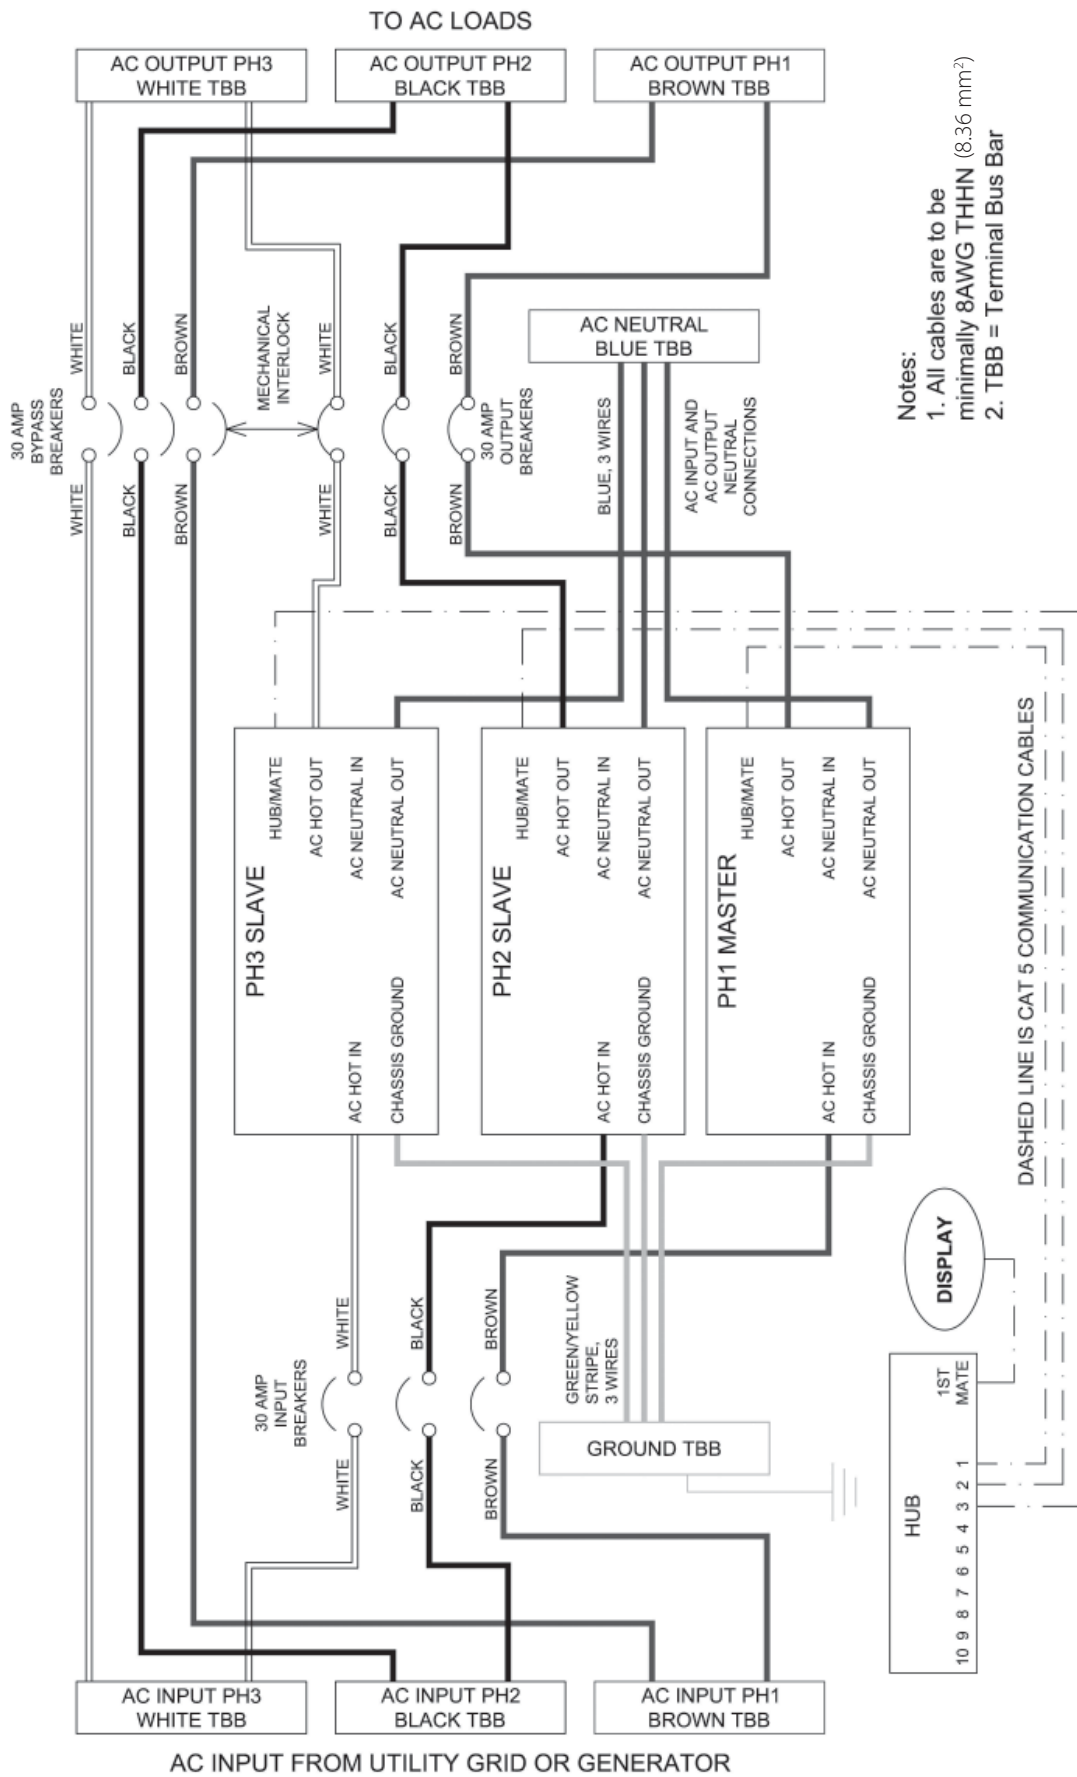 TO AC LOADS
AC OUTPUT PH3
WHITE TBB
AC OUTPUT PH2
BLACK TBB
AC OUTPUT PH1
BROWN TBB
Notes:
1. All cables are to be
minimally 8AWG THHN (8.36 mm²)
2. TBB = Terminal Bus Bar
30 AMP
BYPASS
BREAKERS
WHITE
BLACK
BROWN
MECHANICAL
INTERLOCK
WHITE
BLACK
BROWN
WHITE
BLACK
BROWN
WHITE
BLACK
BROWN
30 AMP
OUTPUT
BREAKERS
AC NEUTRAL
BLUE TBB
BLUE, 3 WIRES
AC INPUT AND
AC OUTPUT
NEUTRAL
CONNECTIONS
PH3 SLAVE
HUB/MATE
AC HOT OUT
AC NEUTRAL IN
AC NEUTRAL OUT
AC HOT IN
CHASSIS GROUND
PH2 SLAVE
HUB/MATE
AC HOT OUT
AC NEUTRAL IN
AC NEUTRAL OUT
AC HOT IN
CHASSIS GROUND
PH1 MASTER
HUB/MATE
AC HOT OUT
AC NEUTRAL IN
AC NEUTRAL OUT
AC HOT IN
CHASSIS GROUND
DASHED LINE IS CAT 5 COMMUNICATION CABLES
30 AMP
INPUT
BREAKERS
WHITE
BLACK
BROWN
WHITE
BLACK
BROWN
GREEN/YELLOW
STRIPE,
3 WIRES
GROUND TBB
DISPLAY
HUB
1ST
MATE
10 9 8 7 6 5 4 3 2 1
AC INPUT PH3
WHITE TBB
AC INPUT PH2
BLACK TBB
AC INPUT PH1
BROWN TBB
AC INPUT FROM UTILITY GRID OR GENERATOR